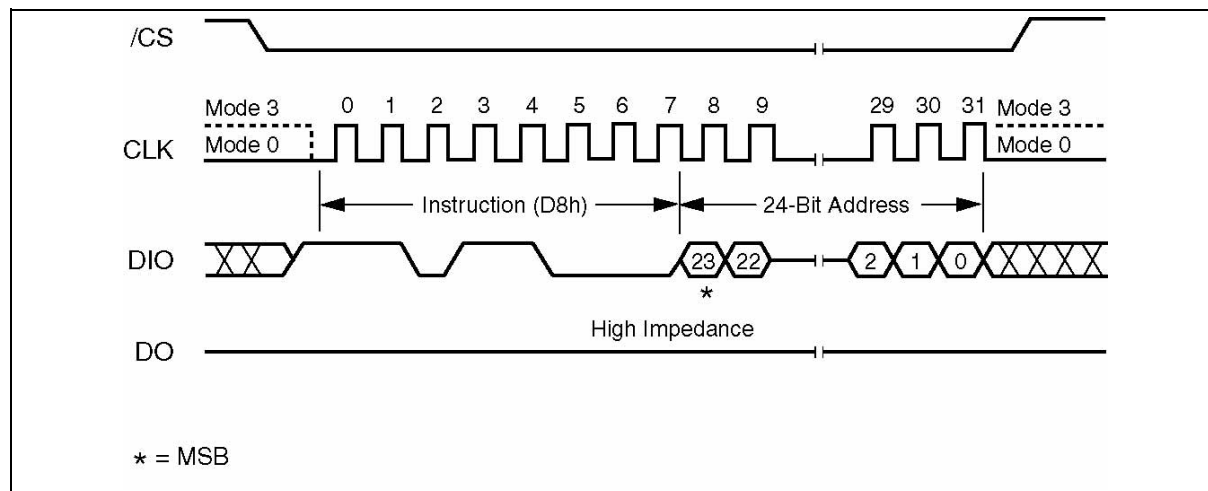 /CS
Mode 3 0 1 2 3 4 5 6 7 8 9 29 30 31 Mode 3
CLK Mode 0 Mode 0
Instruction (D8h) 24-Bit Address
DIO 23 22 2 1 0
*
High Impedance
DO
* = MSB